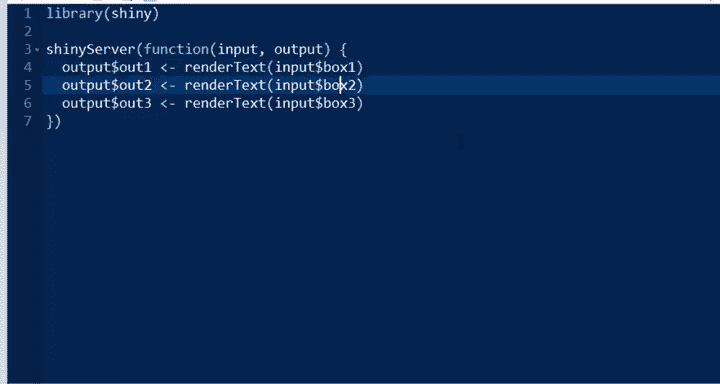 1 library(shiny)
2
3 shinyServer(function(input, output) {
4   output$out1 <- renderText(input$box1)
5   output$out2 <- renderText(input$box2)
6   output$out3 <- renderText(input$box3)
7 })